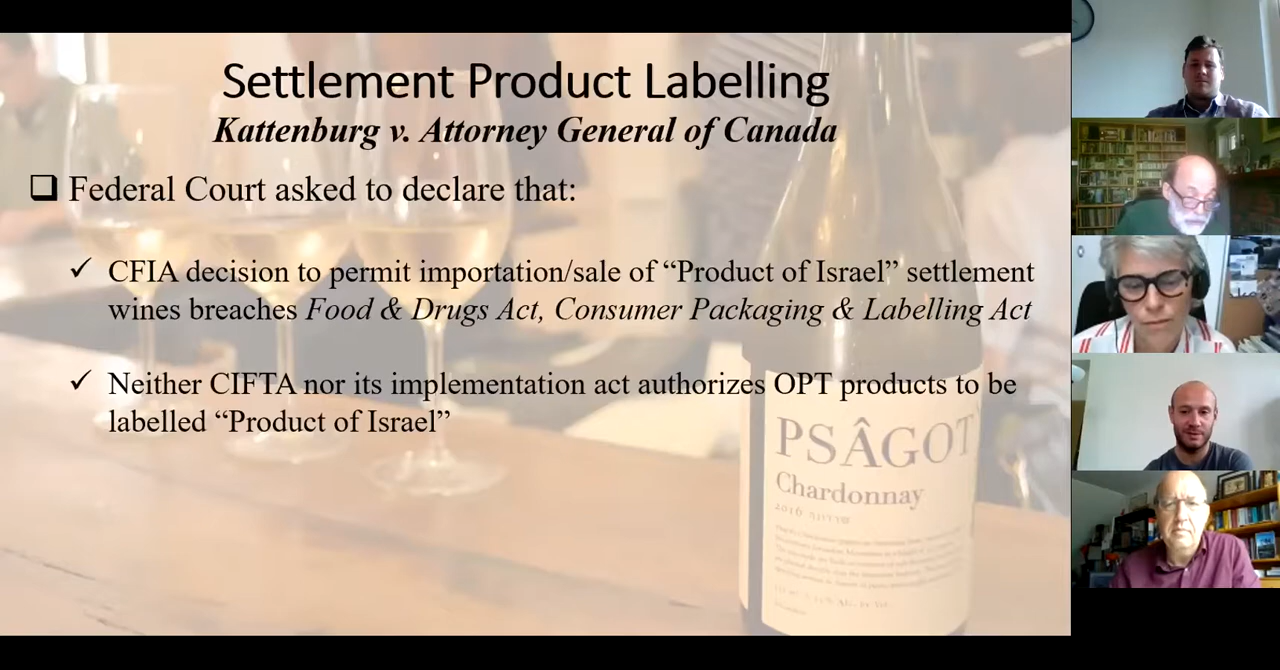 Settlement Product Labelling
Kattenburg v. Attorney General of Canada
Federal Court asked to declare that:
CFIA decision to permit importation/sale of “Product of Israel” settlement
wines breaches Food & Drugs Act, Consumer Packaging & Labelling Act
Neither CIFTA nor its implementation act authorizes OPT products to be
labelled “Product of Israel”
PSÂGOT
Chardonnay
2016